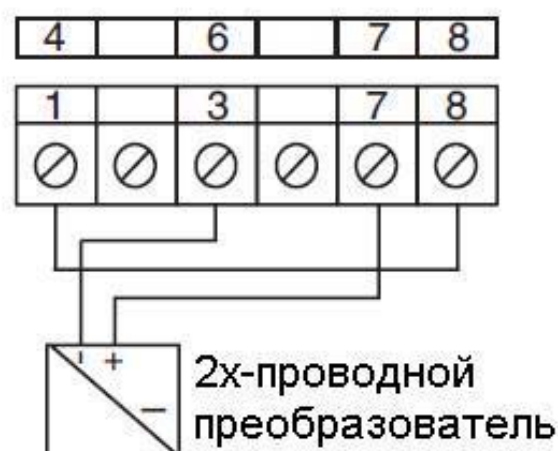 4 6 7 8
1 3 7 8
- +
2х-проводной
преобразователь